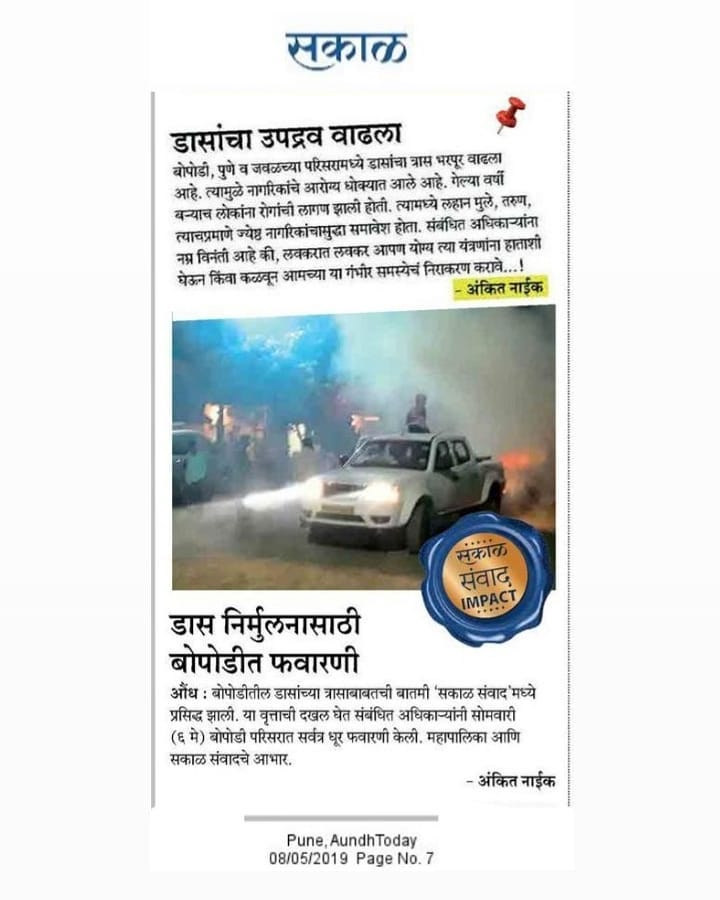 सकाळ
डासांचा उपद्रव वाढला
बोपोडी, पुणे व जवळच्या परिसरामध्ये डासांचा त्रास भरपूर वाढला
आहे. त्यामुळे नागरिकांचे आरोग्य धोक्यात आले आहे. गेल्या वर्षी
बऱ्याच लोकांना रोगांची लागण झाली होती. त्यामध्ये लहान मुले, तरुण,
त्याचप्रमाणे ज्येष्ठ नागरिकांचासुद्धा समावेश होता. संबंधित अधिकाऱ्यांना
नम्र विनंती आहे की, लवकरात लवकर आपण योग्य त्या यंत्रणांना हाताशी
घेऊन किंवा कळवून आमच्या या गंभीर समस्येचं निराकरण करावे...!
- अंकित नाईक
सकाळ
संवाद
IMPACT
डास निर्मुलनासाठी
बोपोडीत फवारणी
औंध : बोपोडीतील डासांच्या त्रासाबाबतची बातमी ‘सकाळ संवाद’मध्ये
प्रसिद्ध झाली. या वृत्ताची दखल घेत संबंधित अधिकाऱ्यांनी सोमवारी
(६ मे) बोपोडी परिसरात सर्वत्र धूर फवारणी केली. महापालिका आणि
सकाळ संवादचे आभार.
- अंकित नाईक
Pune, AundhToday
08/05/2019 Page No. 7